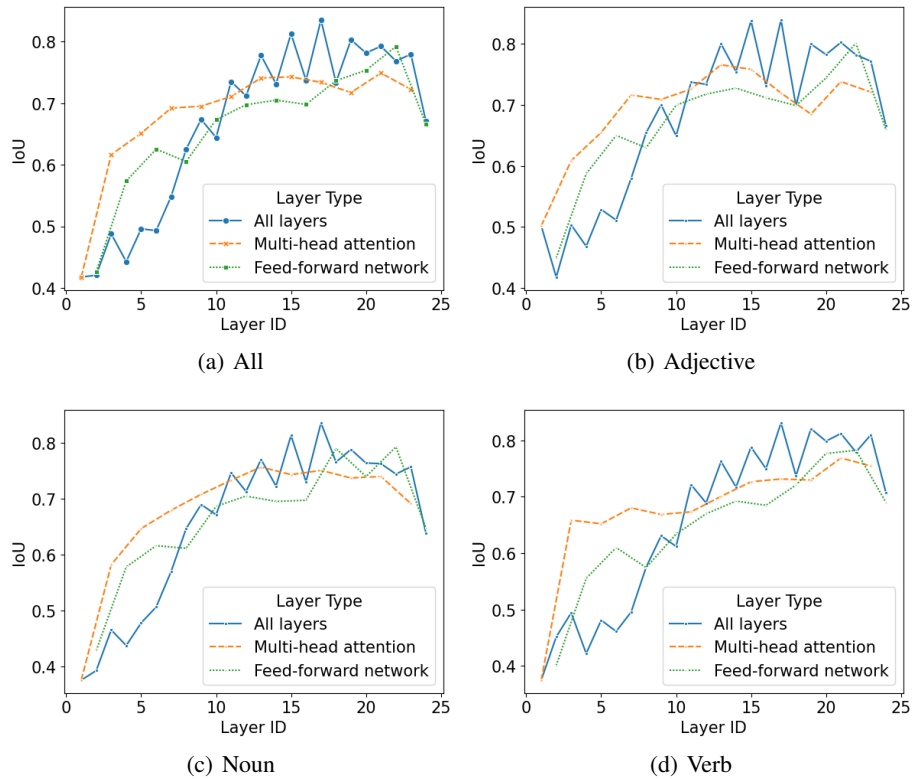 0.8
0.7
0.6
0.5
0.4
IoU
0
5
10
15
20
25
Layer ID
Layer Type
All layers
Multi-head attention
Feed-forward network
(a) All
0.8
0.7
0.6
0.5
0.4
IoU
0
5
10
15
20
25
Layer ID
Layer Type
All layers
Multi-head attention
Feed-forward network
(b) Adjective
0.8
0.7
0.6
0.5
0.4
IoU
0
5
10
15
20
25
Layer ID
Layer Type
All layers
Multi-head attention
Feed-forward network
(c) Noun
0.8
0.7
0.6
0.5
0.4
IoU
0
5
10
15
20
25
Layer ID
Layer Type
All layers
Multi-head attention
Feed-forward network
(d) Verb